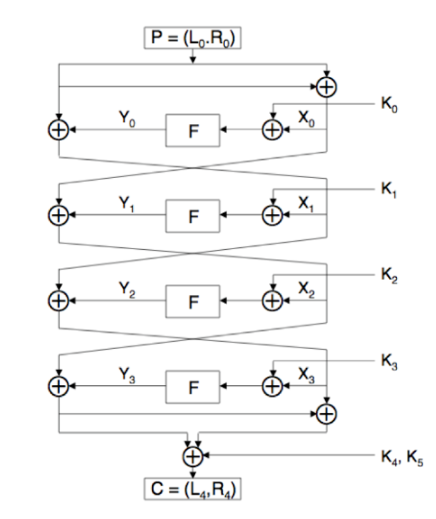 P = (L₀.R₀)
K₀
Y₀ F X₀
K₁
Y₁ F X₁
K₂
Y₂ F X₂
K₃
Y₃ F X₃
K₄, K₅
C = (L₄,R₄)